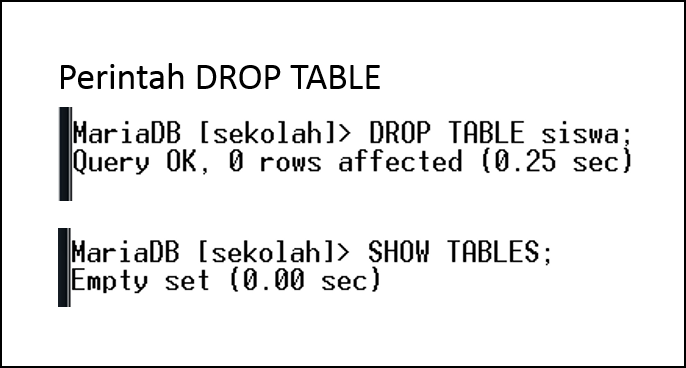 Perintah DROP TABLE
MariaDB [sekolah]> DROP TABLE siswa;
Query OK, 0 rows affected (0.25 sec)
MariaDB [sekolah]> SHOW TABLES;
Empty set (0.00 sec)